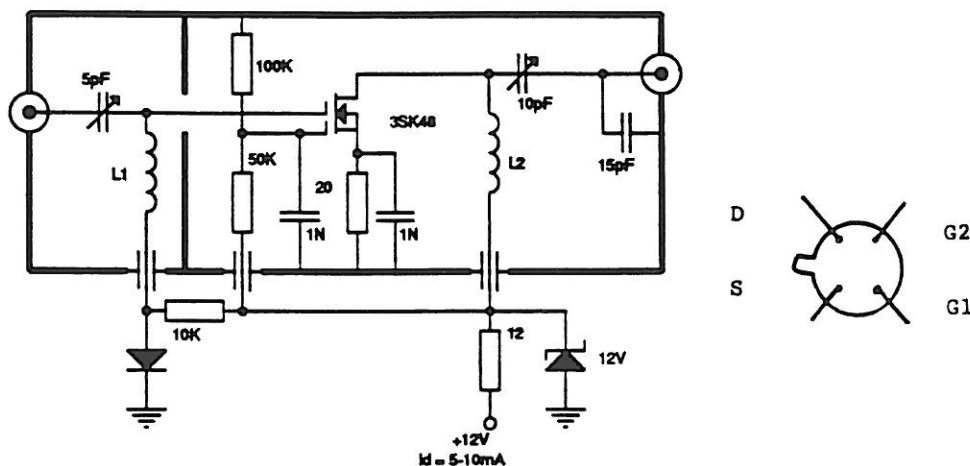 5pF
100K
3SK48
10pF
15pF
50K
L1
20
L2
1N
1N
10K
12
12V
+12V
Id = 5-10mA
D
G2
S
G1